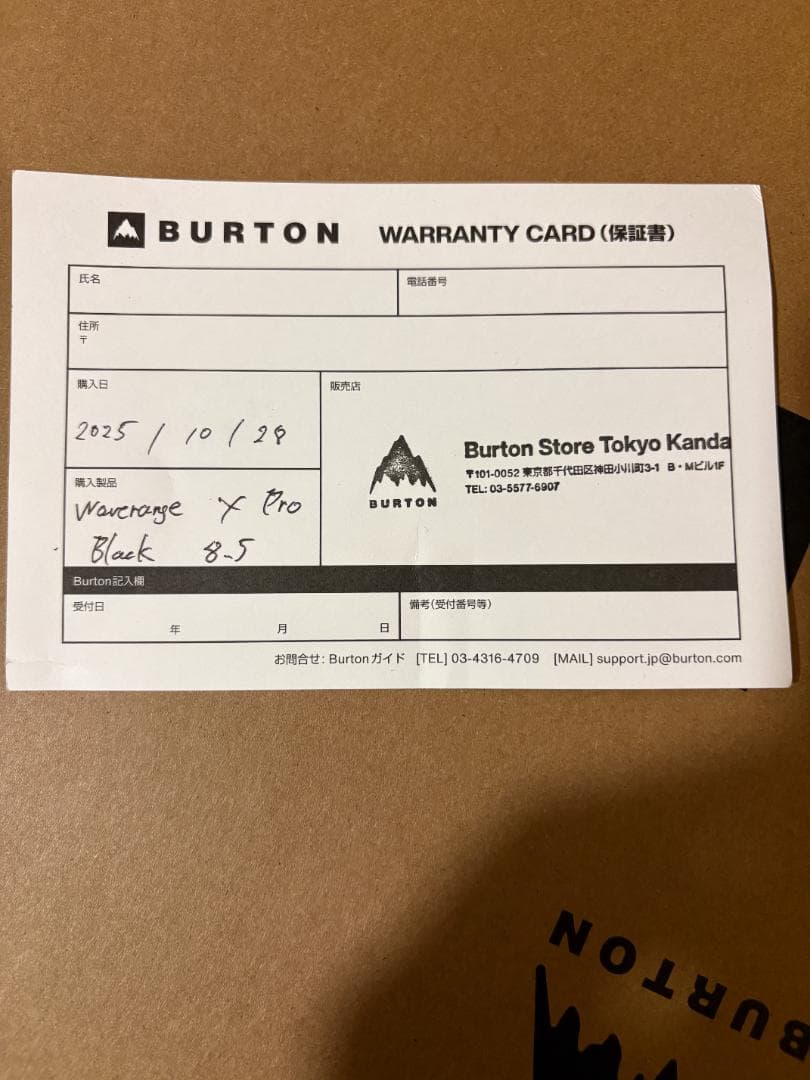 BURTON WARRANTY CARD（保証書）
氏名
電話番号
住所
〒
購入日
2025 / 10 / 28
販売店
BURTON
Burton Store Tokyo Kanda
〒101-0052 東京都千代田区神田小川町3-1 B・Mビル1F
TEL: 03-5577-6907
購入製品
Waverange X Pro
Black 8.5
Burton記入欄
受付日
年 月 日
備考（受付番号等）
お問合せ: Burtonガイド [TEL] 03-4316-4709 [MAIL] support.jp@burton.com
BURTON